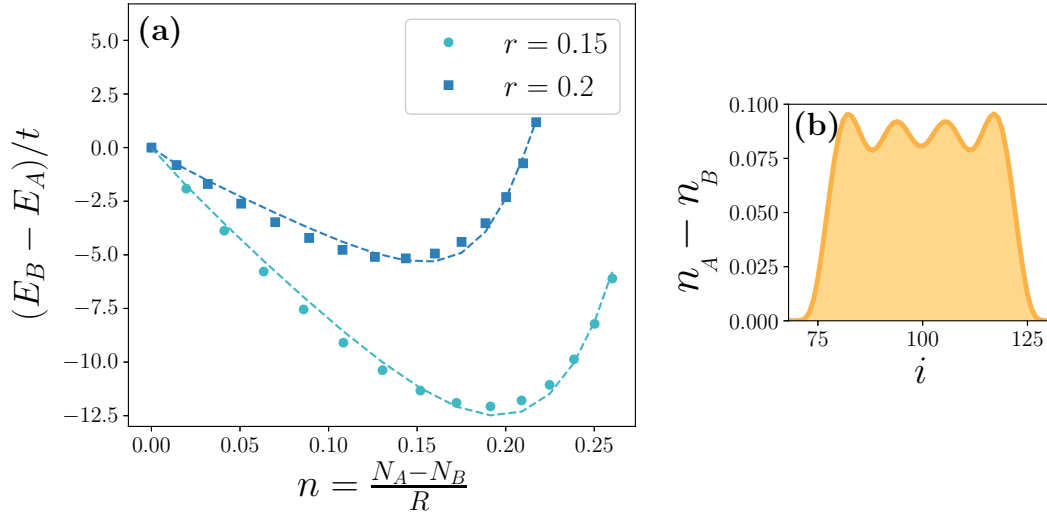 (a)
r = 0.15
r = 0.2
(E_B − E_A)/t
5.0
2.5
0.0
−2.5
−5.0
−7.5
−10.0
−12.5
0.00 0.05 0.10 0.15 0.20 0.25
n = \frac{N_A−N_B}{R}
(b)
n_A − n_B
0.100
0.075
0.050
0.025
0.000
75 100 125
i